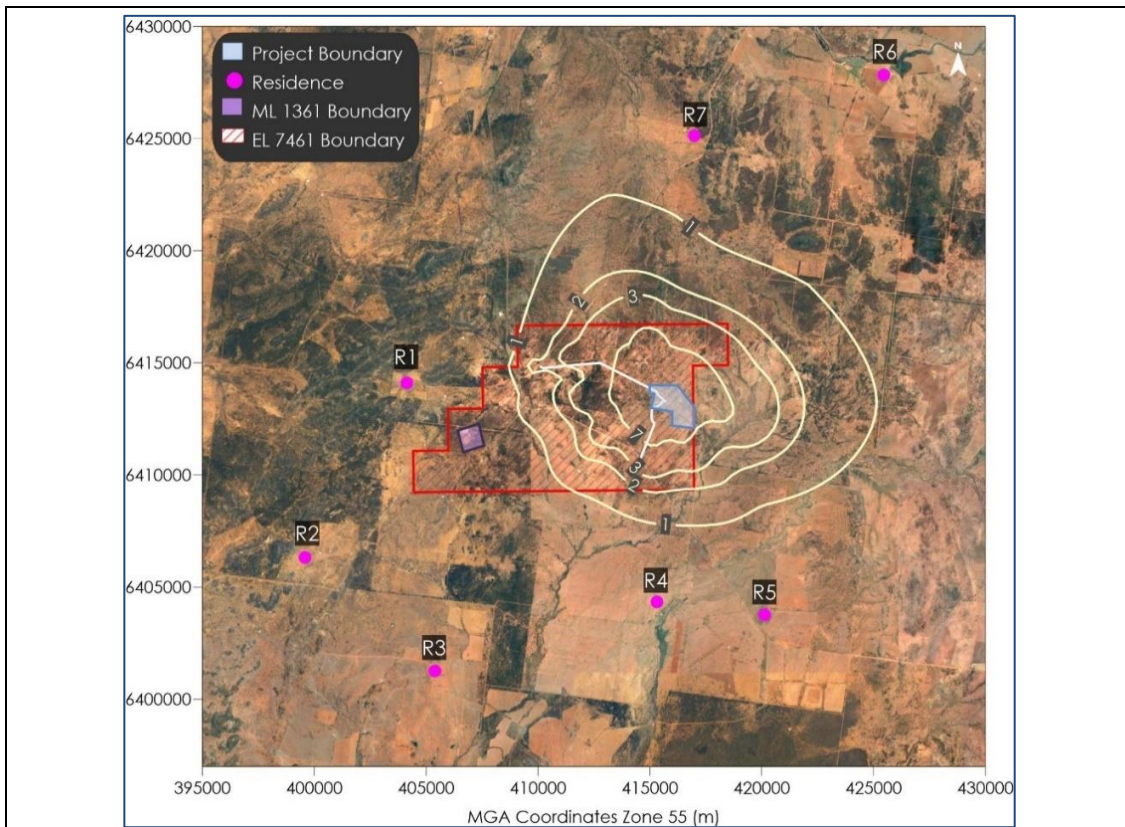 6430000
6425000
6420000
6415000
6410000
6405000
6400000
Project Boundary
Residence
ML 1361 Boundary
EL 7461 Boundary
N
R6
R7
1
2
3
1
R1
7
3
2
1
R2
R4
R5
R3
395000 400000 405000 410000 415000 420000 425000 430000
MGA Coordinates Zone 55 (m)